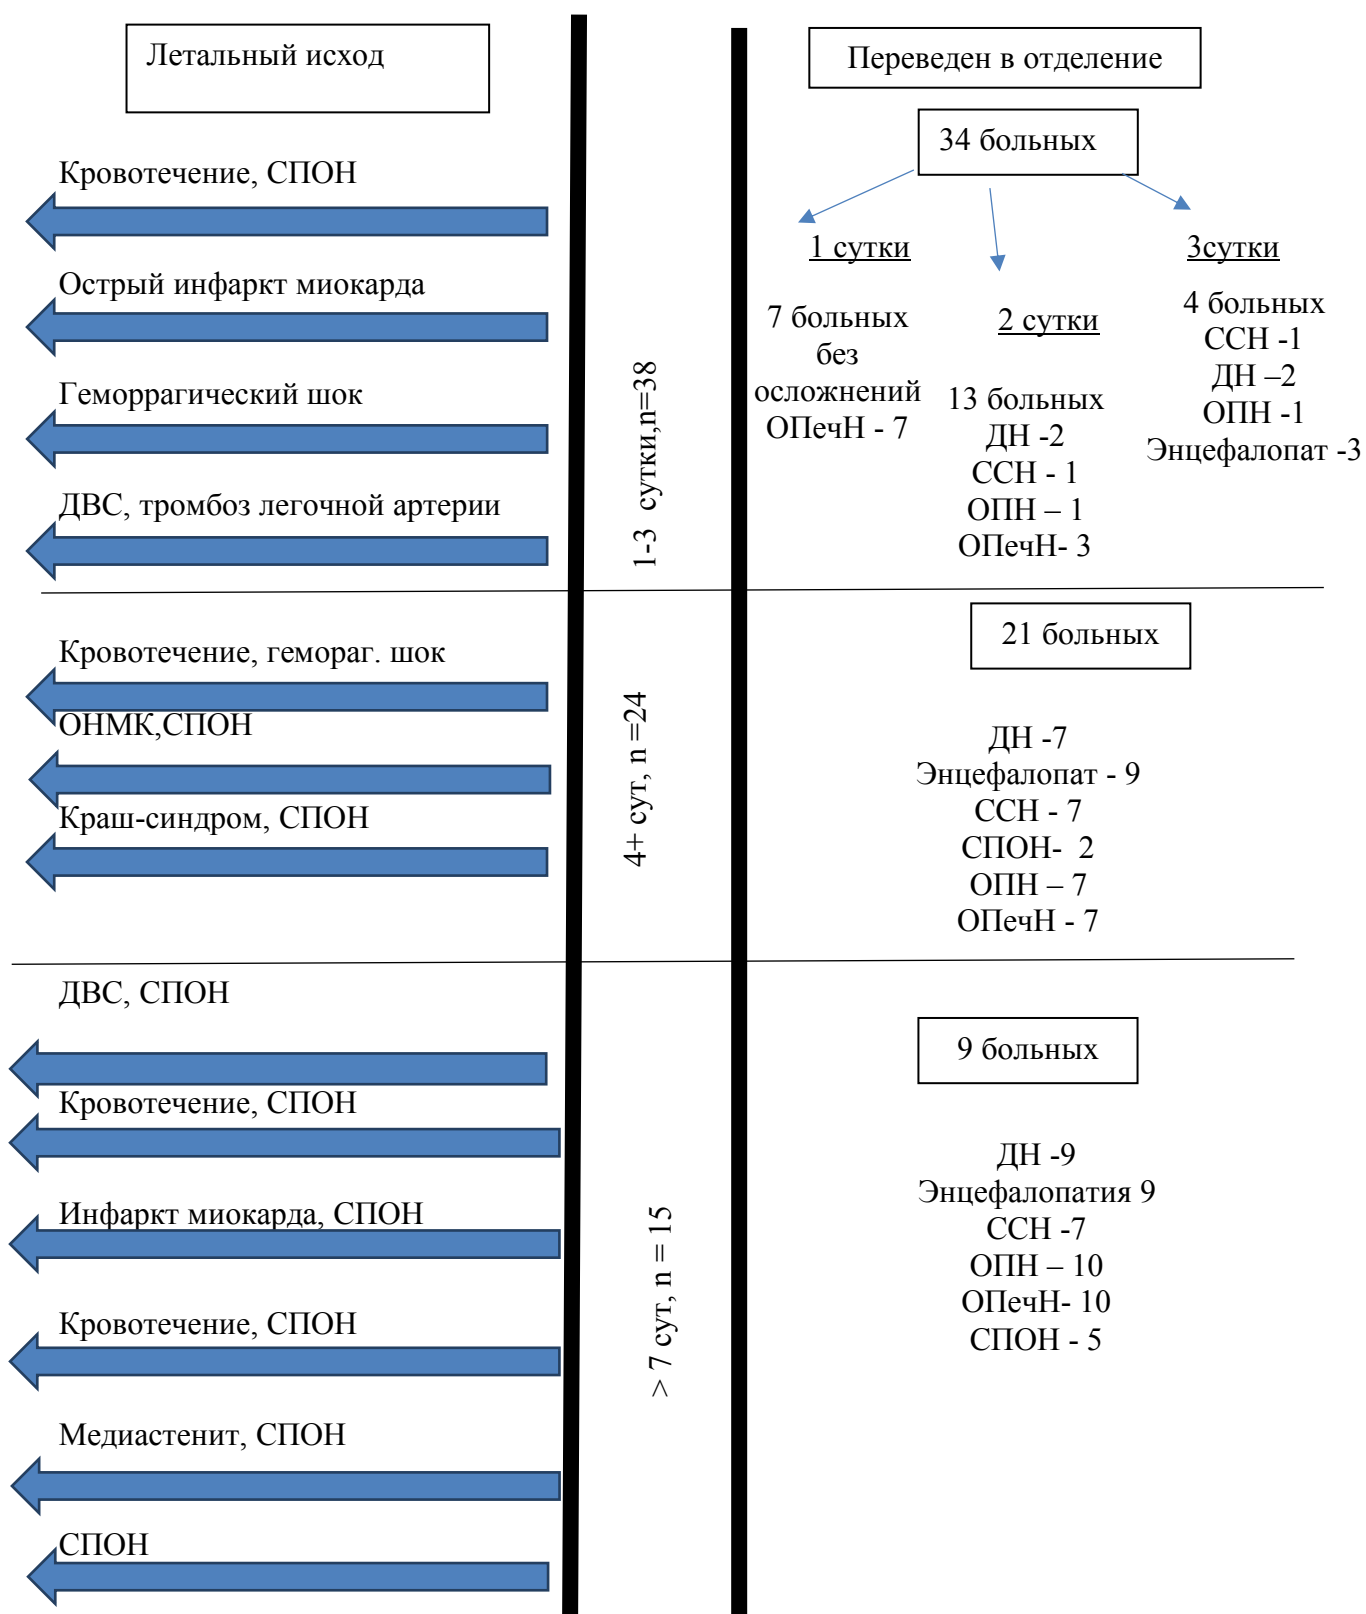 Летальный исход
Кровотечение, СПОН
Острый инфаркт миокарда
Геморрагический шок
ДВС, тромбоз легочной артерии
1-3 сутки,n=38
Переведен в отделение
34 больных
1 сутки
7 больных
без
осложнений
ОПечН - 7
2 сутки
13 больных
ДН -2
ССН - 1
ОПН – 1
ОПечН- 3
3сутки
4 больных
ССН -1
ДН –2
ОПН -1
Энцефалопат -3
Кровотечение, гемораг. шок
ОНМК,СПОН
Краш-синдром, СПОН
4+ сут, n =24
21 больных
ДН -7
Энцефалопат - 9
ССН - 7
СПОН- 2
ОПН – 7
ОПечН - 7
ДВС, СПОН
Кровотечение, СПОН
Инфаркт миокарда, СПОН
Кровотечение, СПОН
Медиастенит, СПОН
СПОН
> 7 сут, n = 15
9 больных
ДН -9
Энцефалопатия 9
ССН -7
ОПН – 10
ОПечН- 10
СПОН - 5